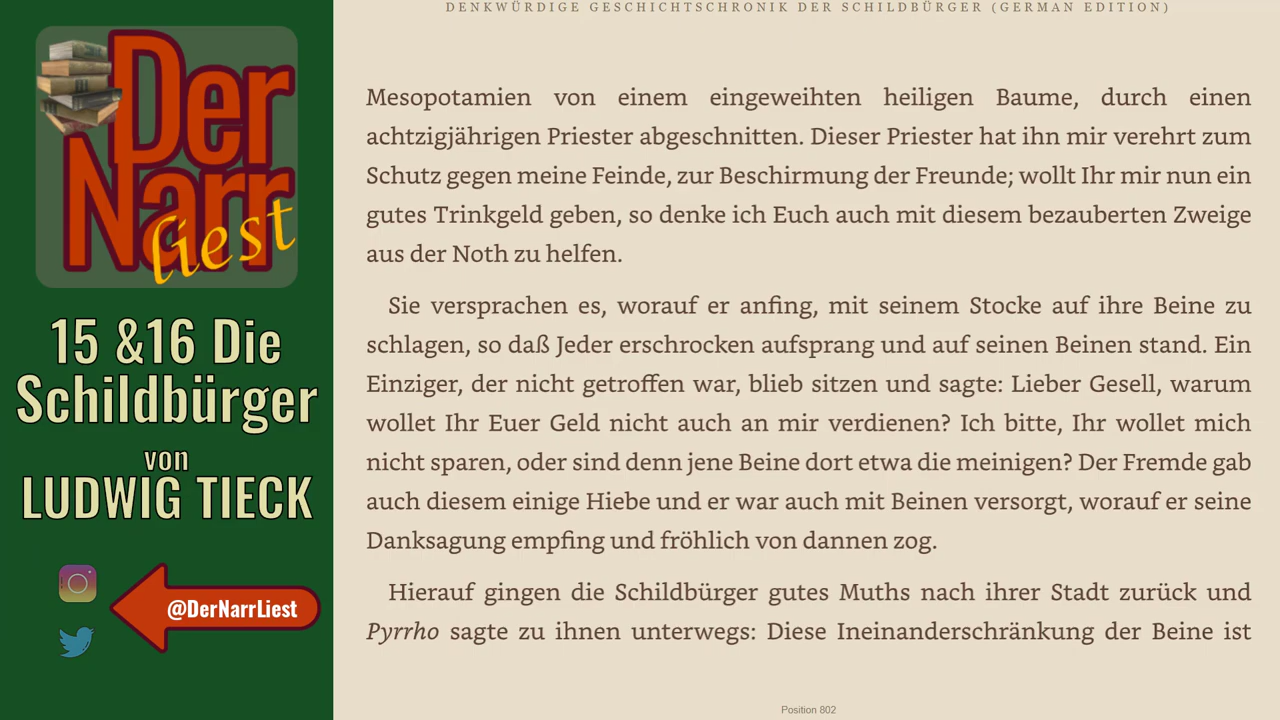 Der
Narr
liest
15 &16 Die
Schildbürger
von
LUDWIG TIECK
@DerNarrLiest
DENKWÜRDIGE GESCHICHTSCHRONIK DER SCHILDBÜRGER (GERMAN EDITION)
Mesopotamien von einem eingeweihten heiligen Baume, durch einen
achtzigjährigen Priester abgeschnitten. Dieser Priester hat ihn mir verehrt zum
Schutz gegen meine Feinde, zur Beschirmung der Freunde; wollt Ihr mir nun ein
gutes Trinkgeld geben, so denke ich Euch auch mit diesem bezauberten Zweige
aus der Noth zu helfen.
Sie versprachen es, worauf er anfing, mit seinem Stocke auf ihre Beine zu
schlagen, so daß Jeder erschrocken aufsprang und auf seinen Beinen stand. Ein
Einziger, der nicht getroffen war, blieb sitzen und sagte: Lieber Gesell, warum
wollet Ihr Euer Geld nicht auch an mir verdienen? Ich bitte, Ihr wollet mich
nicht sparen, oder sind denn jene Beine dort etwa die meinigen? Der Fremde gab
auch diesem einige Hiebe und er war auch mit Beinen versorgt, worauf er seine
Danksagung empfing und fröhlich von dannen zog.
Hierauf gingen die Schildbürger gutes Muths nach ihrer Stadt zurück und
Pyrrho sagte zu ihnen unterwegs: Diese Ineinanderschränkung der Beine ist
Position 802